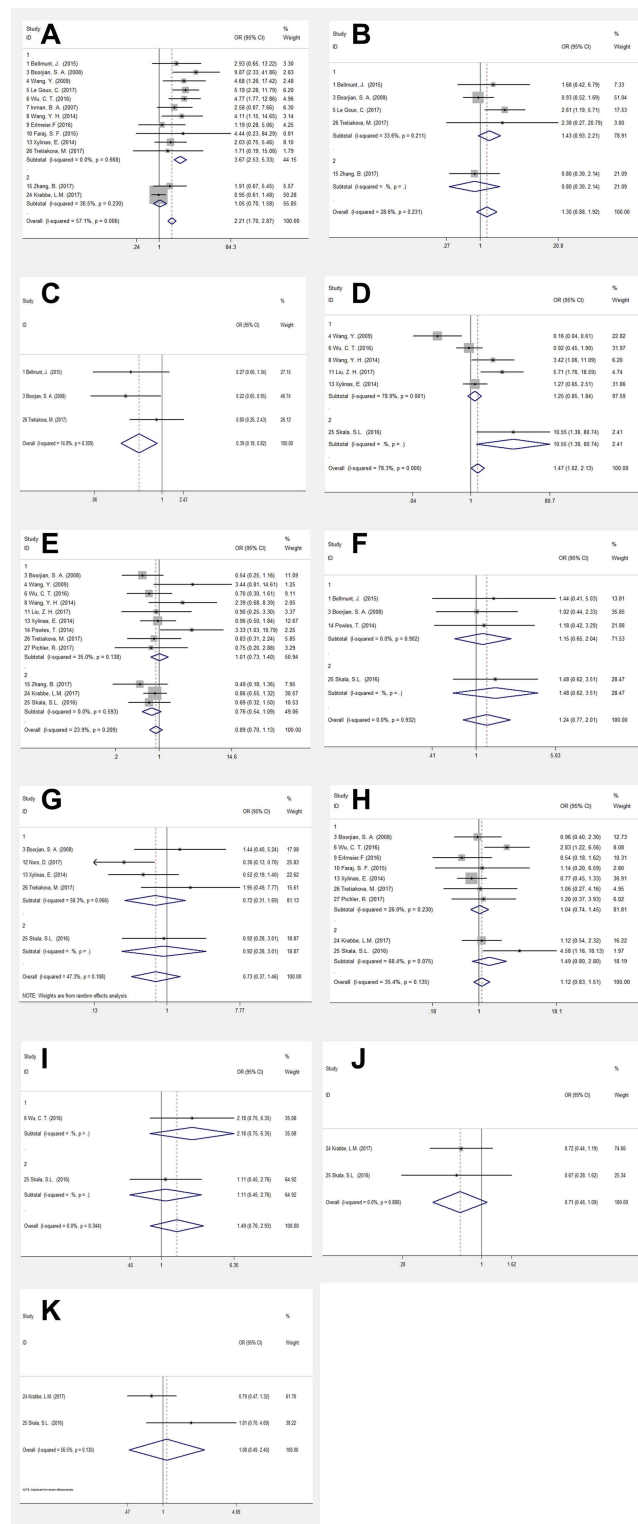 A
Study
%
ID
OR (95% CI)
Weight
1
1 Bellmunt, J. (2015)
2.93 (0.65, 13.22)
3.30
3 Boorjian, S. A. (2008)
2.83
4 Wang, Y. (2009)
4.68 (1.26, 17.42)
2.48
5 Le Goux, C. (2017)
5.19 (2.28, 11.79)
6.20
6 Wu, C. T. (2016)
4.77 (1.77, 12.86)
4.96
7 Inman, B. A. (2007)
2.58 (0.87, 7.66)
6.30
8 Wang, Y. H. (2014)
4.11 (1.15, 14.65)
3.14
9 Erlmeier.F (2016)
1.19 (0.28, 5.06)
4.25
10 Faraj, S. F. (2015)
4.44 (0.23, 84.29)
0.81
13 Xylinas, E. (2014)
2.03 (0.75, 5.46)
8.10
26 Tretiakova, M. (2017)
1.71 (0.19, 15.08)
1.79
Subtotal (I-squared = 0.0%, p = 0.668)
3.67 (2.53, 5.33)
44.15
.
2
15 Zhang, B. (2017)
1.91 (0.67, 5.45)
5.57
24 Krabbe, L.M. (2017)
0.95 (0.61, 1.48)
50.28
Subtotal (I-squared = 30.5%, p = 0.230)
1.05 (0.70, 1.58)
55.85
.
Overall (I-squared = 57.1%, p = 0.006)
2.21 (1.70, 2.87)
100.00
.24 1 84.3
B
Study
%
ID
OR (95% CI)
Weight
1
1 Bellmunt, J. (2015)
1.68 (0.42, 6.79)
7.33
3 Boorjian, S. A. (2008)
0.93 (0.52, 1.69)
51.04
5 Le Goux, C. (2017)
2.61 (1.19, 5.71)
17.53
26 Tretiakova, M. (2017)
2.38 (0.27, 20.79)
3.00
Subtotal (I-squared = 33.6%, p = 0.211)
1.43 (0.93, 2.21)
78.91
.
2
15 Zhang, B. (2017)
0.80 (0.30, 2.14)
21.09
Subtotal (I-squared = .%, p = .)
0.80 (0.30, 2.14)
21.09
.
Overall (I-squared = 28.6%, p = 0.231)
1.30 (0.88, 1.92)
100.00
.27 1 20.8
C
Study
%
ID
OR (95% CI)
Weight
1 Bellmunt, J. (2015)
27.15
3 Boorjian, S. A. (2008)
46.74
26 Tretiakova, M. (2017)
0.80 (0.26, 2.43)
26.12
Overall (I-squared = 14.8%, p = 0.309)
100.00
1 2.43
D
Study
%
ID
OR (95% CI)
Weight
1
4 Wang, Y. (2009)
0.16 (0.04, 0.61)
22.82
6 Wu, C. T. (2016)
0.92 (0.45, 1.90)
31.97
8 Wang, Y. H. (2014)
3.42 (1.06, 11.09)
6.20
11 Liu, Z. H. (2017)
5.71 (1.76, 18.59)
4.74
13 Xylinas, E. (2014)
1.27 (0.65, 2.51)
31.86
Subtotal (I-squared = 78.9%, p = 0.001)
1.25 (0.85, 1.84)
97.59
.
2
25 Skala, S.L. (2016)
10.55 (1.38, 80.74)
2.41
Subtotal (I-squared = .%, p = .)
10.55 (1.38, 80.74)
2.41
.
Overall (I-squared = 78.3%, p = 0.000)
1.47 (1.02, 2.13)
100.00
.04 1 80.7
E
Study
%
ID
OR (95% CI)
Weight
1
3 Boorjian, S. A. (2008)
0.54 (0.25, 1.16)
11.09
4 Wang, Y. (2009)
3.44 (0.81, 14.61)
1.25
6 Wu, C. T. (2016)
0.70 (0.30, 1.61)
9.11
8 Wang, Y. H. (2014)
2.39 (0.68, 8.39)
2.05
11 Liu, Z. H. (2017)
0.90 (0.25, 3.30)
3.37
13 Xylinas, E. (2014)
0.96 (0.50, 1.84)
12.67
14 Powles, T. (2014)
3.33 (1.03, 10.79)
2.25
26 Tretiakova, M. (2017)
0.83 (0.31, 2.24)
5.85
27 Pichler, R. (2017)
0.75 (0.20, 2.88)
3.29
Subtotal (I-squared = 35.0%, p = 0.138)
1.01 (0.73, 1.40)
50.94
.
2
15 Zhang, B. (2017)
0.49 (0.18, 1.36)
7.95
24 Krabbe, L.M. (2017)
0.86 (0.55, 1.32)
30.57
25 Skala, S.L. (2016)
0.69 (0.32, 1.50)
10.53
Subtotal (I-squared = 0.0%, p = 0.593)
0.76 (0.54, 1.09)
49.06
.
Overall (I-squared = 23.9%, p = 0.209)
0.89 (0.70, 1.13)
100.00
.2 1 14.6
F
Study
%
ID
OR (95% CI)
Weight
1
1 Bellmunt, J. (2015)
1.44 (0.41, 5.03)
13.81
3 Boorjian, S. A. (2008)
1.02 (0.44, 2.33)
35.85
14 Powles, T. (2014)
1.18 (0.42, 3.29)
21.88
Subtotal (I-squared = 0.0%, p = 0.902)
1.15 (0.65, 2.04)
71.53
.
2
25 Skala, S.L. (2016)
1.48 (0.62, 3.51)
28.47
Subtotal (I-squared = .%, p = .)
1.48 (0.62, 3.51)
28.47
.
Overall (I-squared = 0.0%, p = 0.932)
1.24 (0.77, 2.01)
100.00
.41 1 5.03
G
Study
%
ID
OR (95% CI)
Weight
1
3 Boorjian, S. A. (2008)
1.44 (0.40, 5.24)
17.08
12 Noro, D. (2017)
0.30 (0.13, 0.70)
25.83
13 Xylinas, E. (2014)
0.52 (0.19, 1.40)
22.62
26 Tretiakova, M. (2017)
1.95 (0.49, 7.77)
15.61
Subtotal (I-squared = 58.3%, p = 0.066)
0.72 (0.31, 1.69)
81.13
.
2
25 Skala, S.L. (2016)
0.92 (0.28, 3.01)
18.87
Subtotal (I-squared = .%, p = .)
0.92 (0.28, 3.01)
18.87
.
Overall (I-squared = 47.3%, p = 0.108)
0.73 (0.37, 1.46)
100.00
NOTE: Weights are from random effects analysis
.13 1 7.77
H
Study
%
ID
OR (95% CI)
Weight
1
3 Boorjian, S. A. (2008)
0.96 (0.40, 2.30)
12.73
6 Wu, C. T. (2016)
2.83 (1.22, 6.56)
8.08
9 Erlmeier.F (2016)
0.54 (0.18, 1.62)
10.31
10 Faraj, S. F. (2015)
1.14 (0.20, 6.59)
2.80
13 Xylinas, E. (2014)
0.77 (0.45, 1.33)
36.91
26 Tretiakova, M. (2017)
1.06 (0.27, 4.16)
4.95
27 Pichler, R. (2017)
1.20 (0.37, 3.93)
6.02
Subtotal (I-squared = 26.0%, p = 0.230)
1.04 (0.74, 1.45)
81.81
.
2
24 Krabbe, L.M. (2017)
1.12 (0.54, 2.32)
16.22
25 Skala, S.L. (2016)
4.58 (1.16, 18.13)
1.97
Subtotal (I-squared = 68.4%, p = 0.075)
1.49 (0.80, 2.80)
18.19
.
Overall (I-squared = 35.4%, p = 0.135)
1.12 (0.83, 1.51)
100.00
1 18.1
I
Study
%
ID
OR (95% CI)
Weight
1
6 Wu, C. T. (2016)
2.18 (0.75, 6.35)
35.08
Subtotal (I-squared = .%, p = .)
2.18 (0.75, 6.35)
35.08
.
2
25 Skala, S.L. (2016)
1.11 (0.45, 2.76)
64.92
Subtotal (I-squared = .%, p = .)
1.11 (0.45, 2.76)
64.92
.
Overall (I-squared = 0.0%, p = 0.344)
1.49 (0.76, 2.93)
100.00
.45 1 6.35
J
Study
%
ID
OR (95% CI)
Weight
24 Krabbe, L.M. (2017)
0.72 (0.44, 1.19)
74.66
25 Skala, S.L. (2016)
0.67 (0.28, 1.62)
25.34
Overall (I-squared = 0.0%, p = 0.886)
100.00
.28 1 1.62
K
Study
%
ID
OR (95% CI)
Weight
24 Krabbe, L.M. (2017)
0.79 (0.47, 1.32)
61.78
25 Skala, S.L. (2016)
1.81 (0.70, 4.69)
38.22
Overall (I-squared = 56.5%, p = 0.130)
100.00
NOTE: Weights are from random effects analysis
.47 1